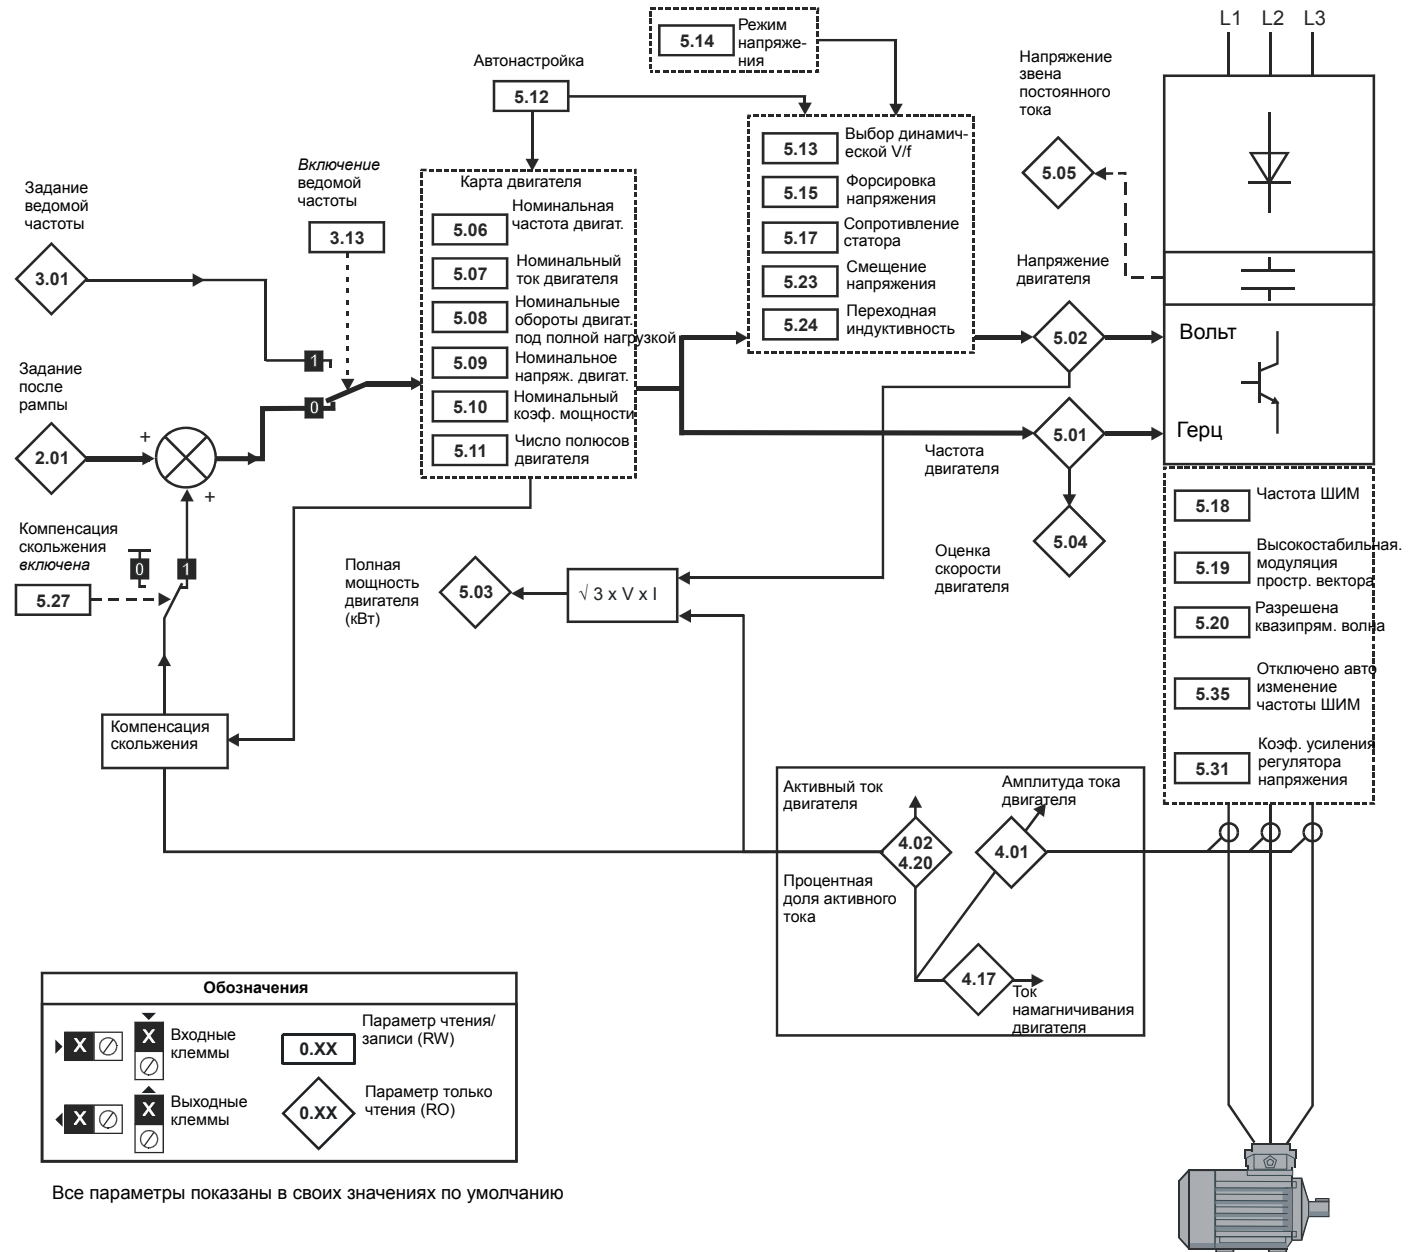 L1 L2 L3
5.14
Режим
напряже-
ния
Автонастройка
5.12
Напряжение
звена
постоянного
тока
5.05
5.13
Выбор динамич-
еской V/f
5.15
Форсировка
напряжения
5.17
Сопротивление
статора
5.23
Смещение
напряжения
5.24
Переходная
индуктивность
Включение
ведомой
частоты
3.13
Задание
ведомой
частоты
3.01
Карта двигателя
5.06
Номинальная
частота двигат.
5.07
Номинальный
ток двигателя
5.08
Номинальные
обороты двигат.
под полной нагрузкой
5.09
Номинальное
напряж. двигат.
5.10
Номинальный
коэф. мощности
5.11
Число полюсов
двигателя
Напряжение
двигателя
5.02
Вольт
Герц
5.01
Частота
двигателя
5.04
Оценка
скорости
двигателя
1
0
Задание
после
рампы
2.01
+
+
Компенсация
скольжения
включена
0
1
5.27
Полная
мощность
двигателя
(кВт)
5.03
√ 3 x V x I
5.18
Частота ШИМ
5.19
Высокостабильная.
модуляция
простр. вектора
5.20
Разрешена
квазипрям. волна
5.35
Отключено авто
изменение
частоты ШИМ
5.31
Коэф. усиления
регулятора
напряжения
Компенсация
скольжения
Активный ток
двигателя
Амплитуда тока
двигателя
4.02
4.20
4.01
Процентная
доля активного
тока
4.17
Ток
намагничивания
двигателя
Обозначения
X
X
Входные
клеммы
0.XX
Параметр чтения/
записи (RW)
X
X
Выходные
клеммы
0.XX
Параметр только
чтения (RO)
Все параметры показаны в своих значениях по умолчанию